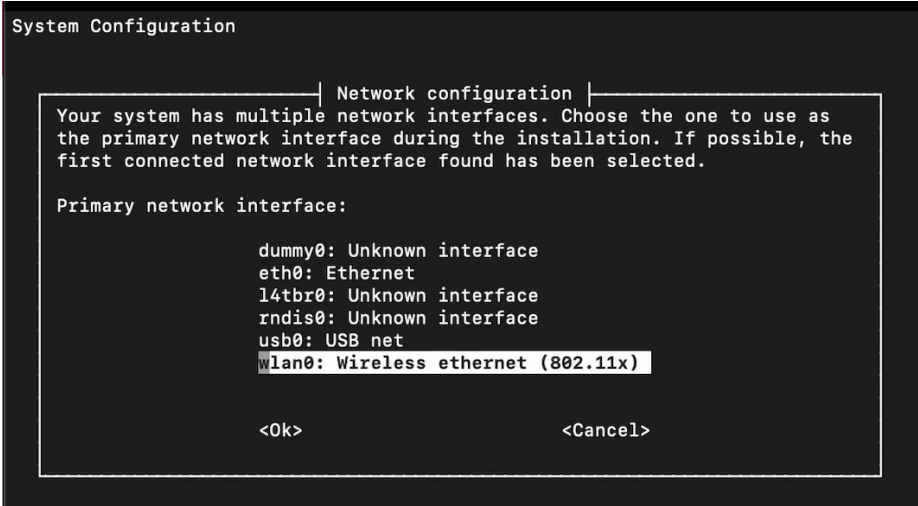 System Configuration
Network configuration
Your system has multiple network interfaces. Choose the one to use as
the primary network interface during the installation. If possible, the
first connected network interface found has been selected.
Primary network interface:
dummy0: Unknown interface
eth0: Ethernet
l4tbr0: Unknown interface
rndis0: Unknown interface
usb0: USB net
wlan0: Wireless ethernet (802.11x)
<Ok> <Cancel>